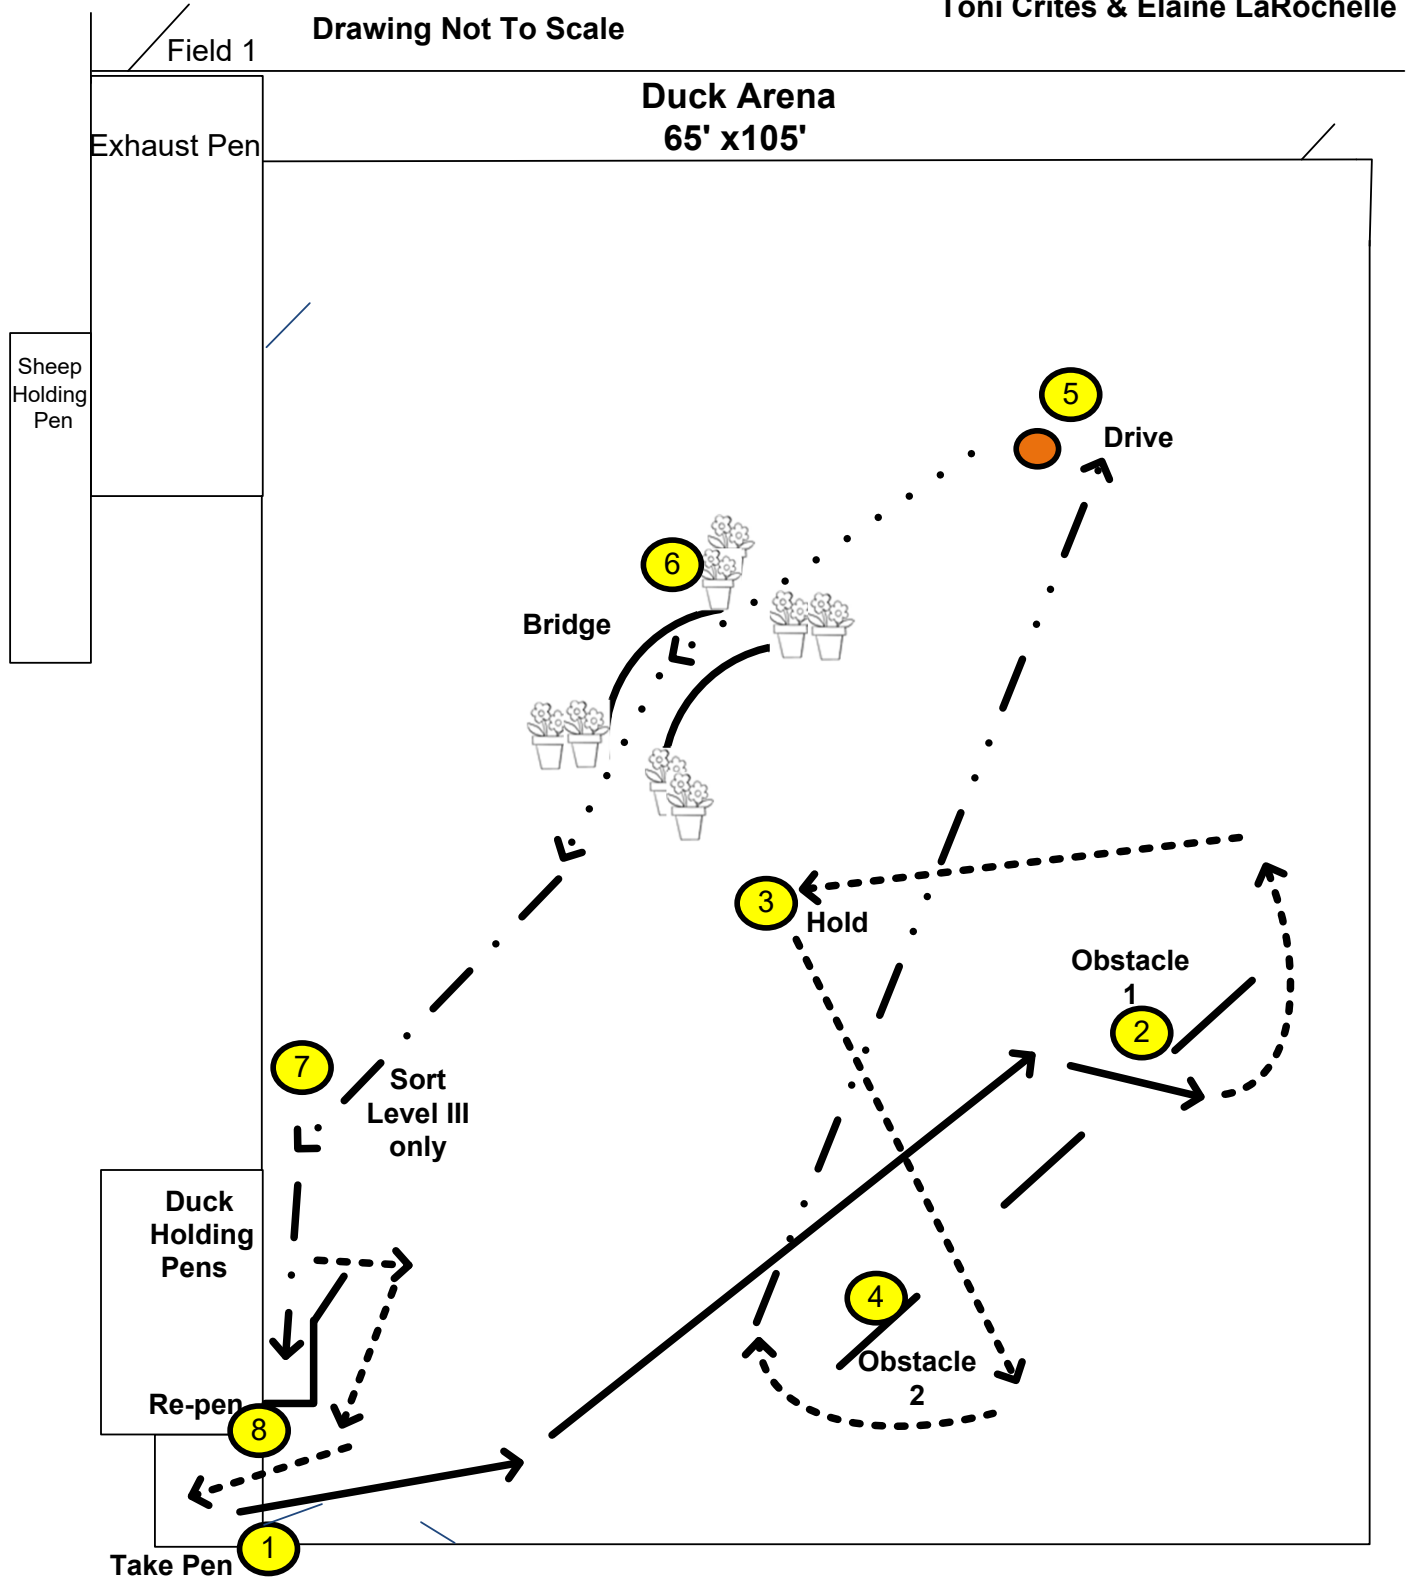 Toni Crites & Elaine LaRochelle
Drawing Not To Scale
Field 1
Duck Arena
65' x105'
Exhaust Pen
Sheep
Holding
Pen
5
Drive
6
Bridge
3
Hold
Obstacle
1
2
7
Sort
Level III
only
Duck
Holding
Pens
4
Obstacle
2
Re-pen
8
1
Take Pen